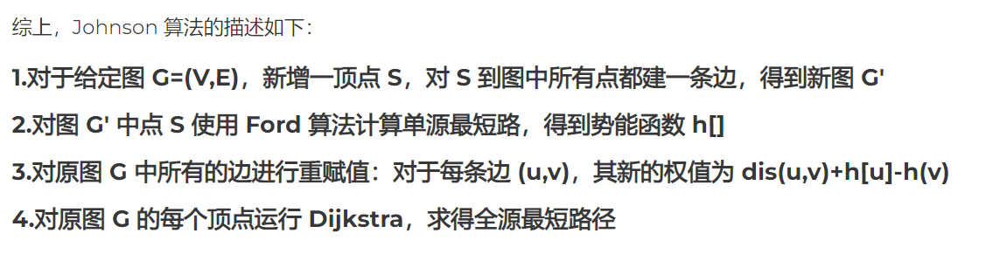 综上，Johnson 算法的描述如下：
1.对于给定图 G=(V,E)，新增一顶点 S，对 S 到图中所有点都建一条边，得到新图 G'
2.对图 G' 中点 S 使用 Ford 算法计算单源最短路，得到势能函数 h[]
3.对原图 G 中所有的边进行重赋值：对于每条边 (u,v)，其新的权值为 dis(u,v)+h[u]-h(v)
4.对原图 G 的每个顶点运行 Dijkstra，求得全源最短路径